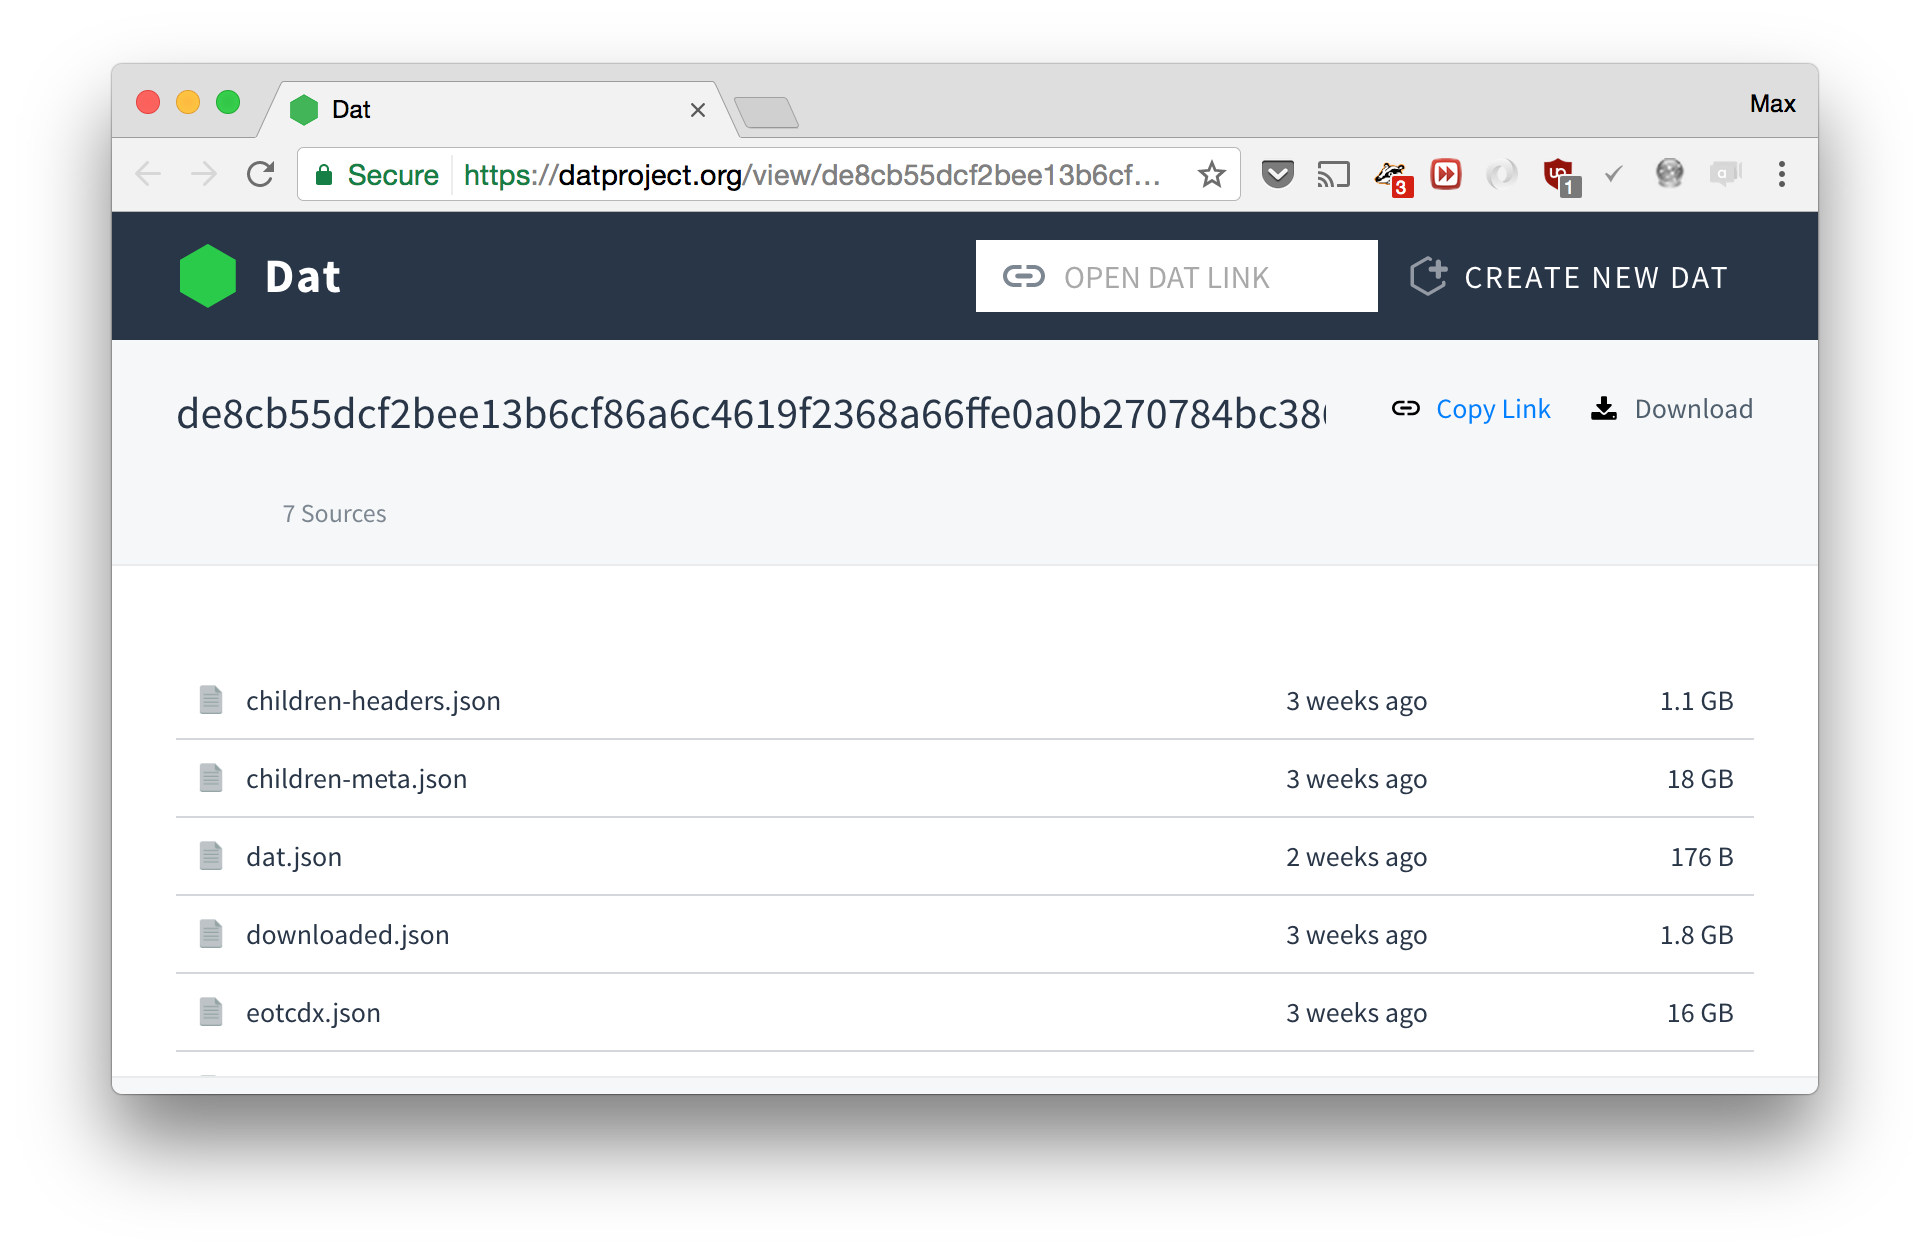 Dat
Max
Secure https://datproject.org/view/de8cb55dcf2bee13b6cf...
3
1
a
Dat
OPEN DAT LINK
CREATE NEW DAT
de8cb55dcf2bee13b6cf86a6c4619f2368a66ffe0a0b270784bc38
Copy Link
Download
7 Sources
children-headers.json 3 weeks ago 1.1 GB
children-meta.json 3 weeks ago 18 GB
dat.json 2 weeks ago 176 B
downloaded.json 3 weeks ago 1.8 GB
eotcdx.json 3 weeks ago 16 GB